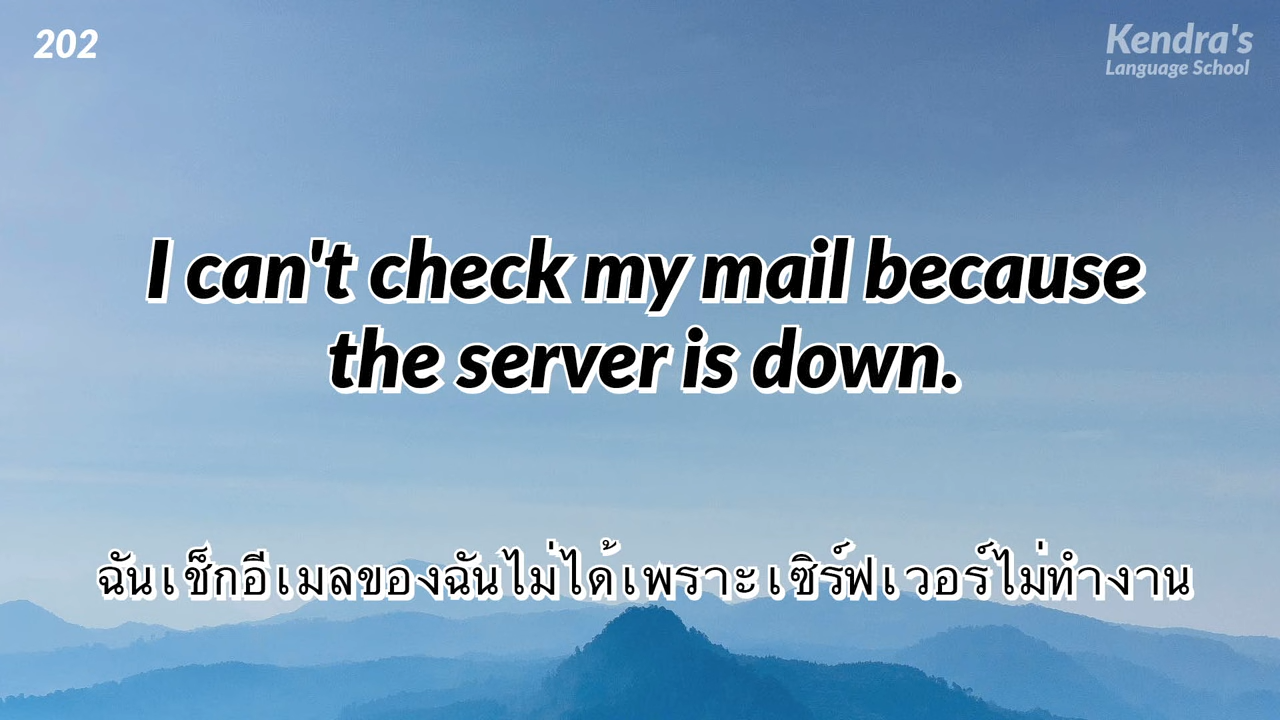 202
Kendra's
Language School
I can't check my mail because
the server is down.
ฉันเช็กอีเมลของฉันไม่ได้เพราะเซิร์ฟเวอร์ไม่ทำงาน